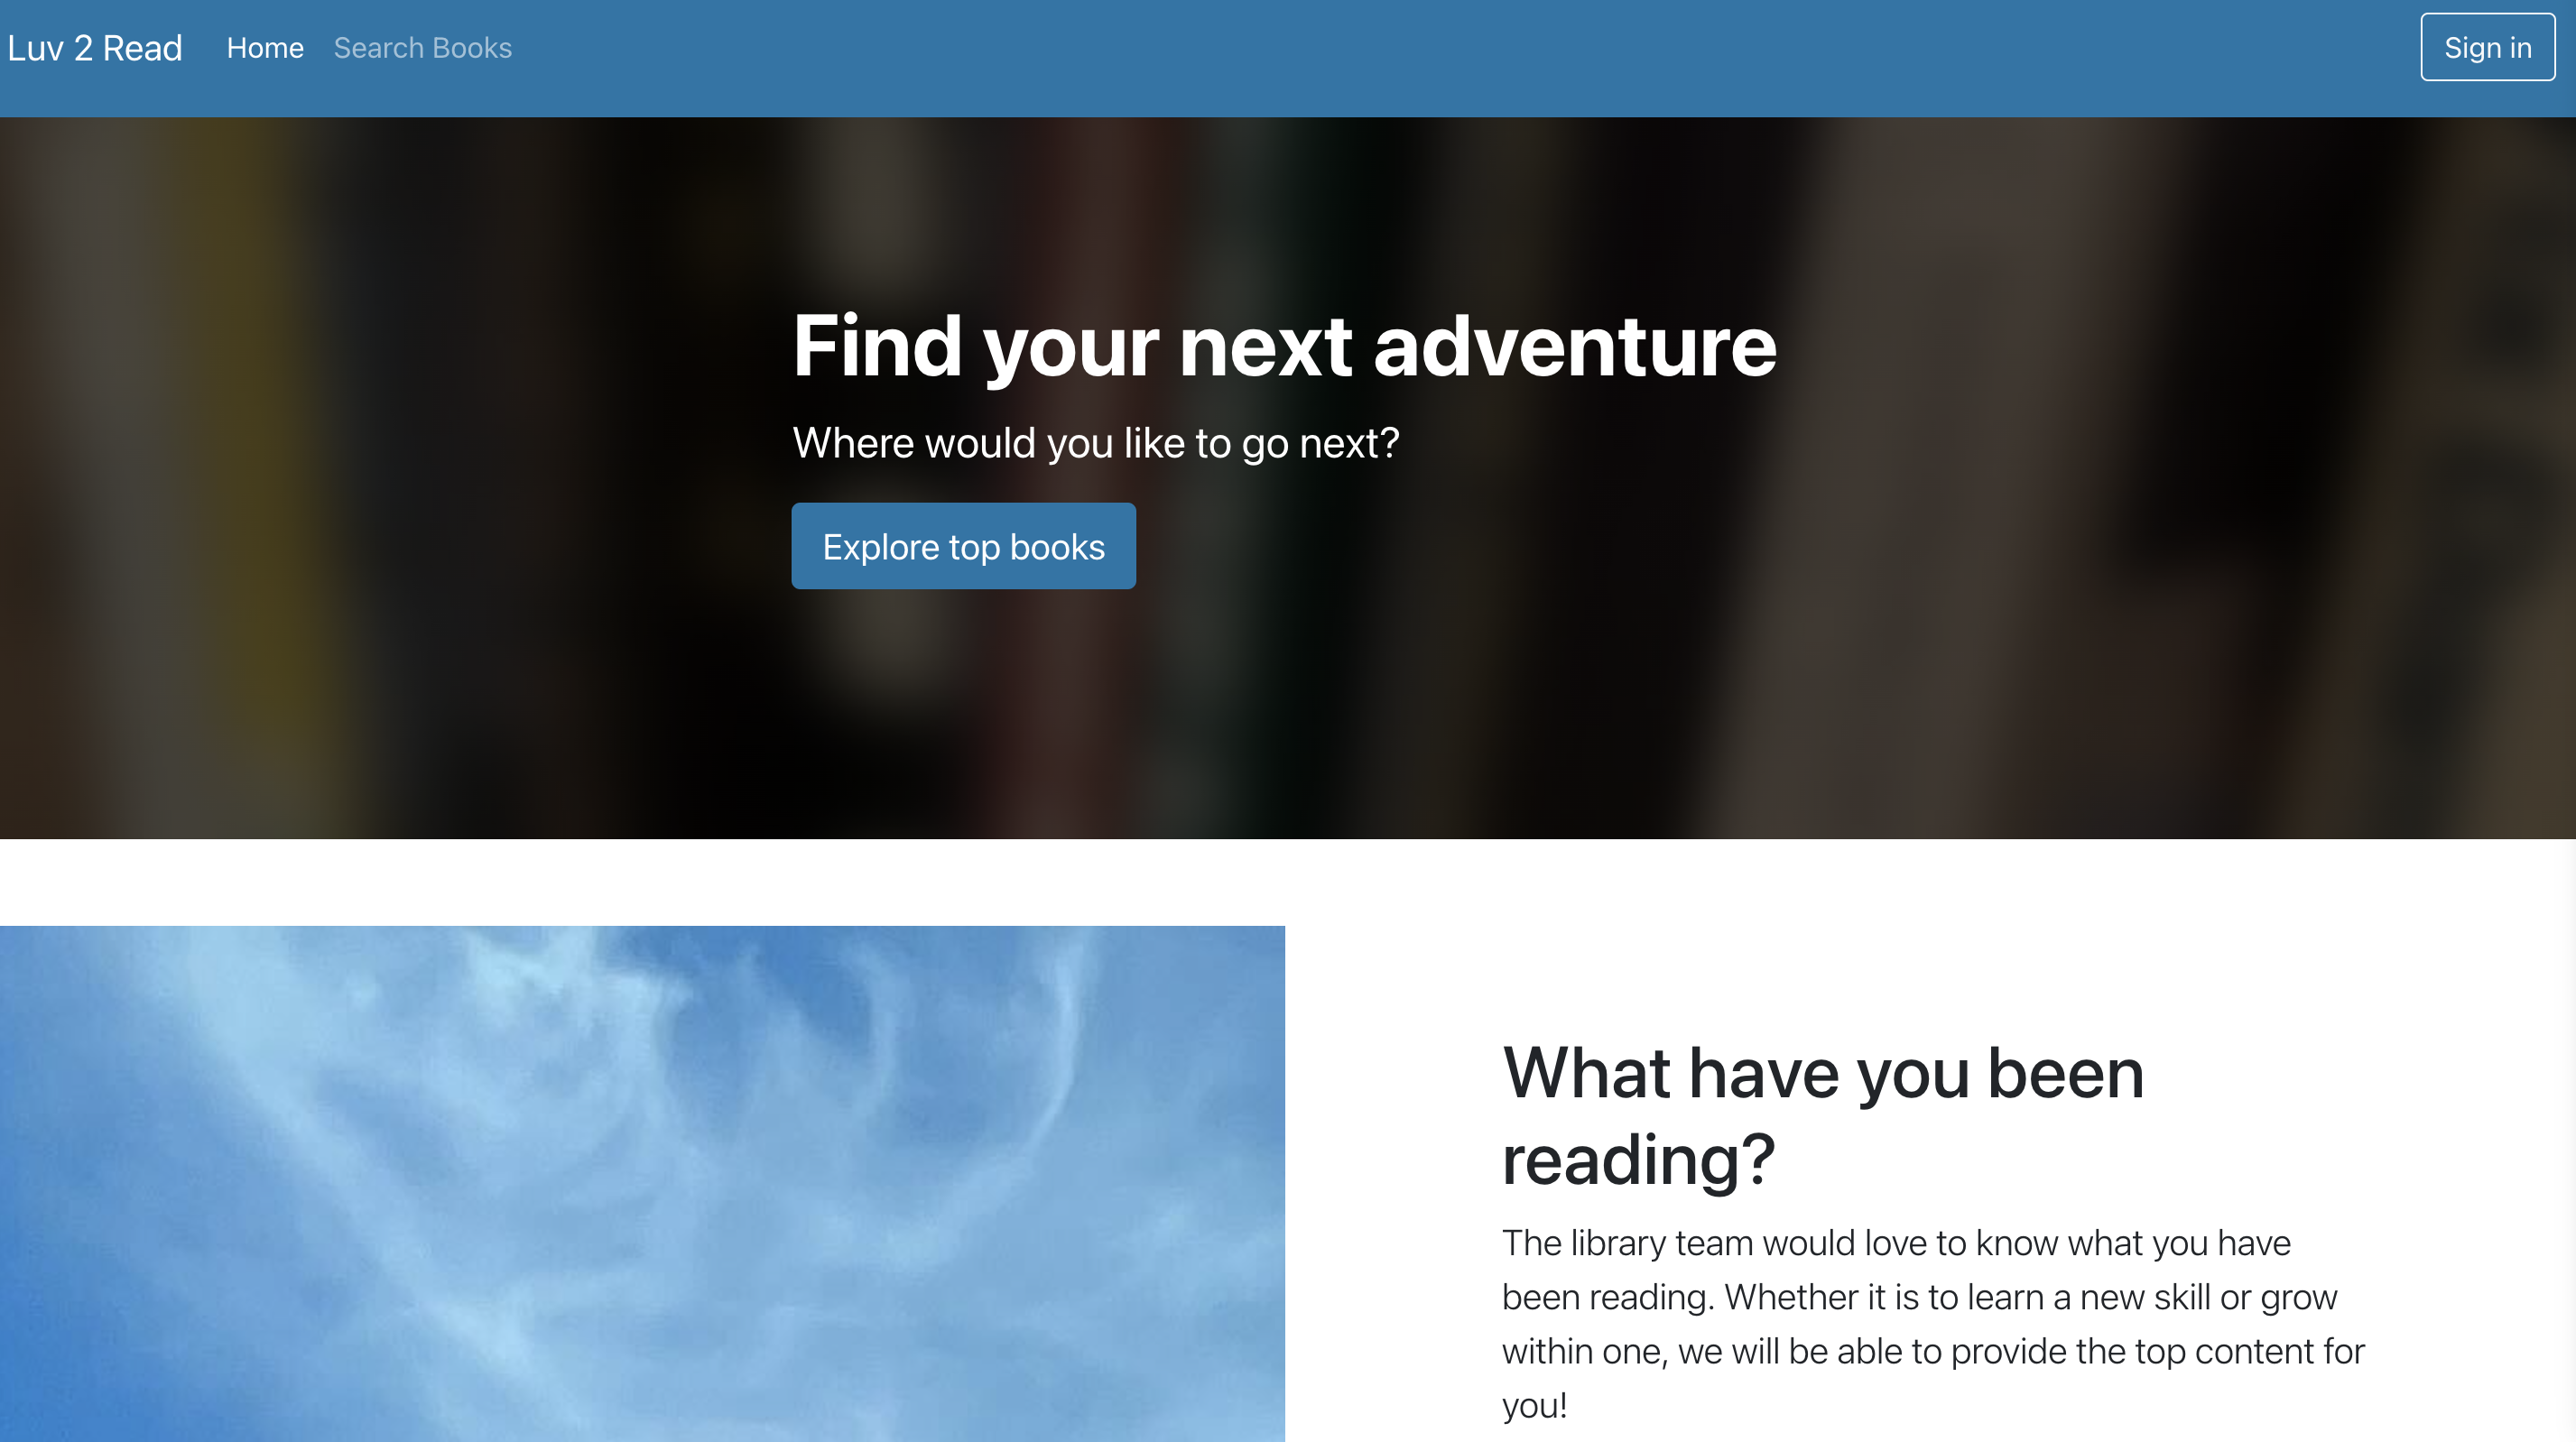 Luv 2 Read Home Search Books Sign in
Find your next adventure
Where would you like to go next?
Explore top books
What have you been
reading?
The library team would love to know what you have
been reading. Whether it is to learn a new skill or grow
within one, we will be able to provide the top content for
you!